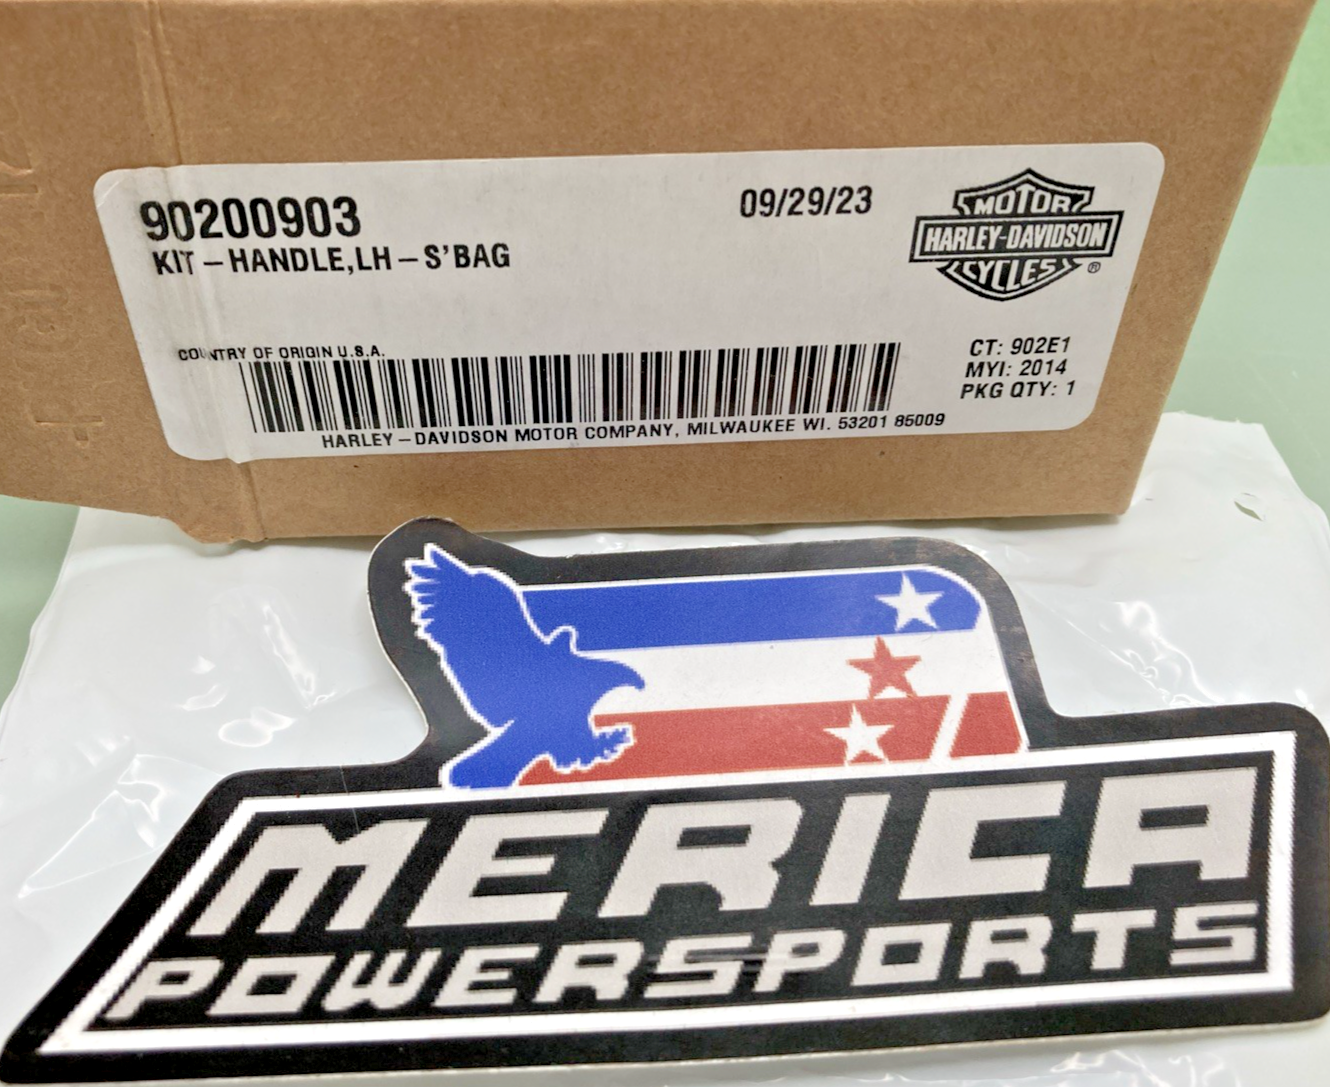 90200903
09/29/23
KIT – HANDLE,LH – S'BAG
MOTOR
HARLEY-DAVIDSON
CYCLES
®
COUNTRY OF ORIGIN U.S.A.
CT: 902E1
MYI: 2014
PKG QTY: 1
HARLEY – DAVIDSON MOTOR COMPANY, MILWAUKEE WI. 53201 85009
MERICA
POWERSPORTS